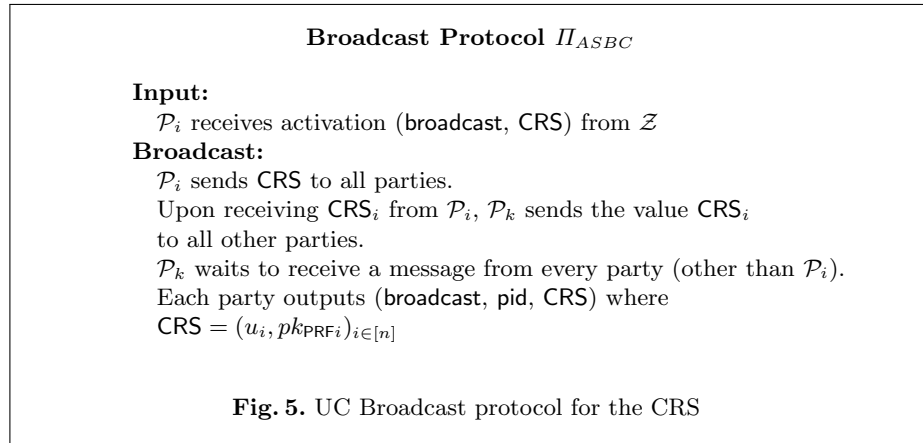 Broadcast Protocol Π_ASBC
Input:
P_i receives activation (broadcast, CRS) from Z
Broadcast:
P_i sends CRS to all parties.
Upon receiving CRS_i from P_i, P_k sends the value CRS_i
to all other parties.
P_k waits to receive a message from every party (other than P_i).
Each party outputs (broadcast, pid, CRS) where
CRS = (u_i, pk_PRFi)_i∈[n]
Fig. 5. UC Broadcast protocol for the CRS